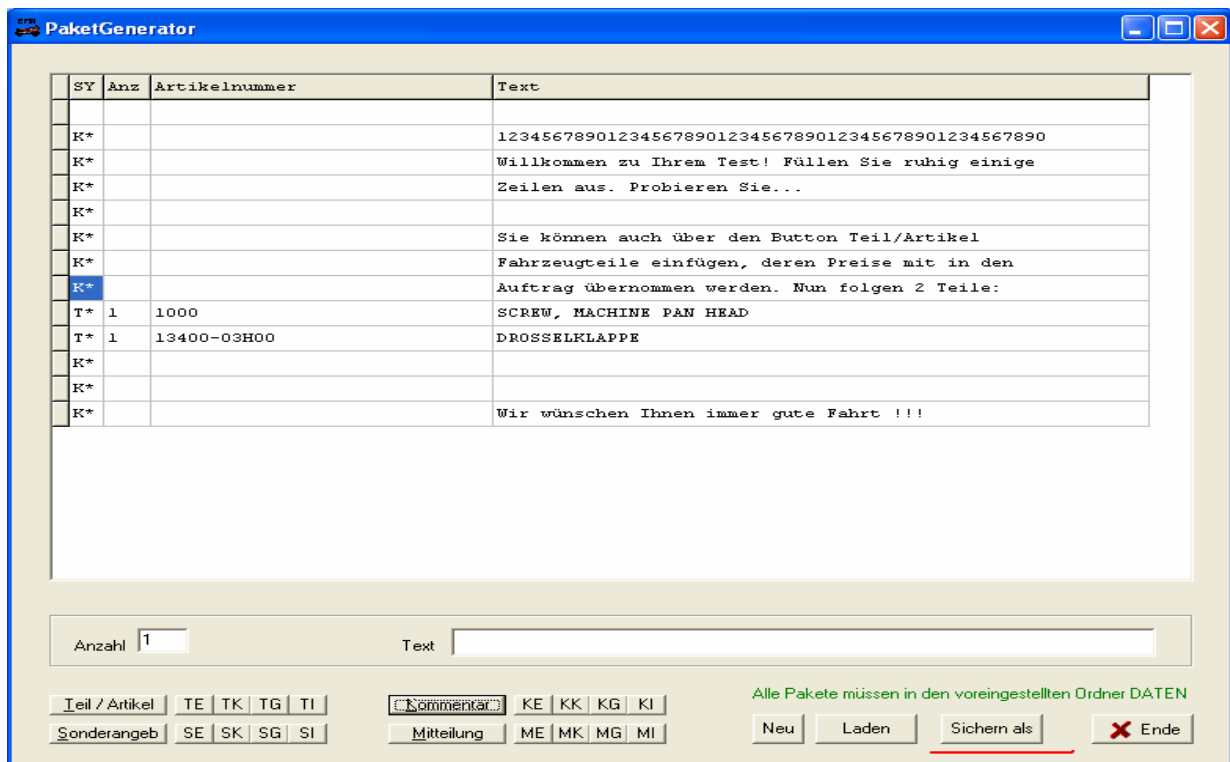 PaketGenerator
SY Anz Artikelnummer Text
K* 12345678901234567890123456789012345678901234567890
K* Willkommen zu Ihrem Test! Füllen Sie ruhig einige
K* Zeilen aus. Probieren Sie...
K*
K* Sie können auch über den Button Teil/Artikel
K* Fahrzeugteile einfügen, deren Preise mit in den
K* Auftrag übernommen werden. Nun folgen 2 Teile:
T* 1 1000 SCREW, MACHINE PAN HEAD
T* 1 13400-03H00 DROSSELKLAPPE
K*
K*
K* Wir wünschen Ihnen immer gute Fahrt !!!
Anzahl 1 Text
Alle Pakete müssen in den voreingestellten Ordner DATEN
Teil / Artikel TE TK TG TI Kommentar KE KK KG KI
Sonderangeb SE SK SG SI Mitteilung ME MK MG MI
Neu Laden Sichern als Ende